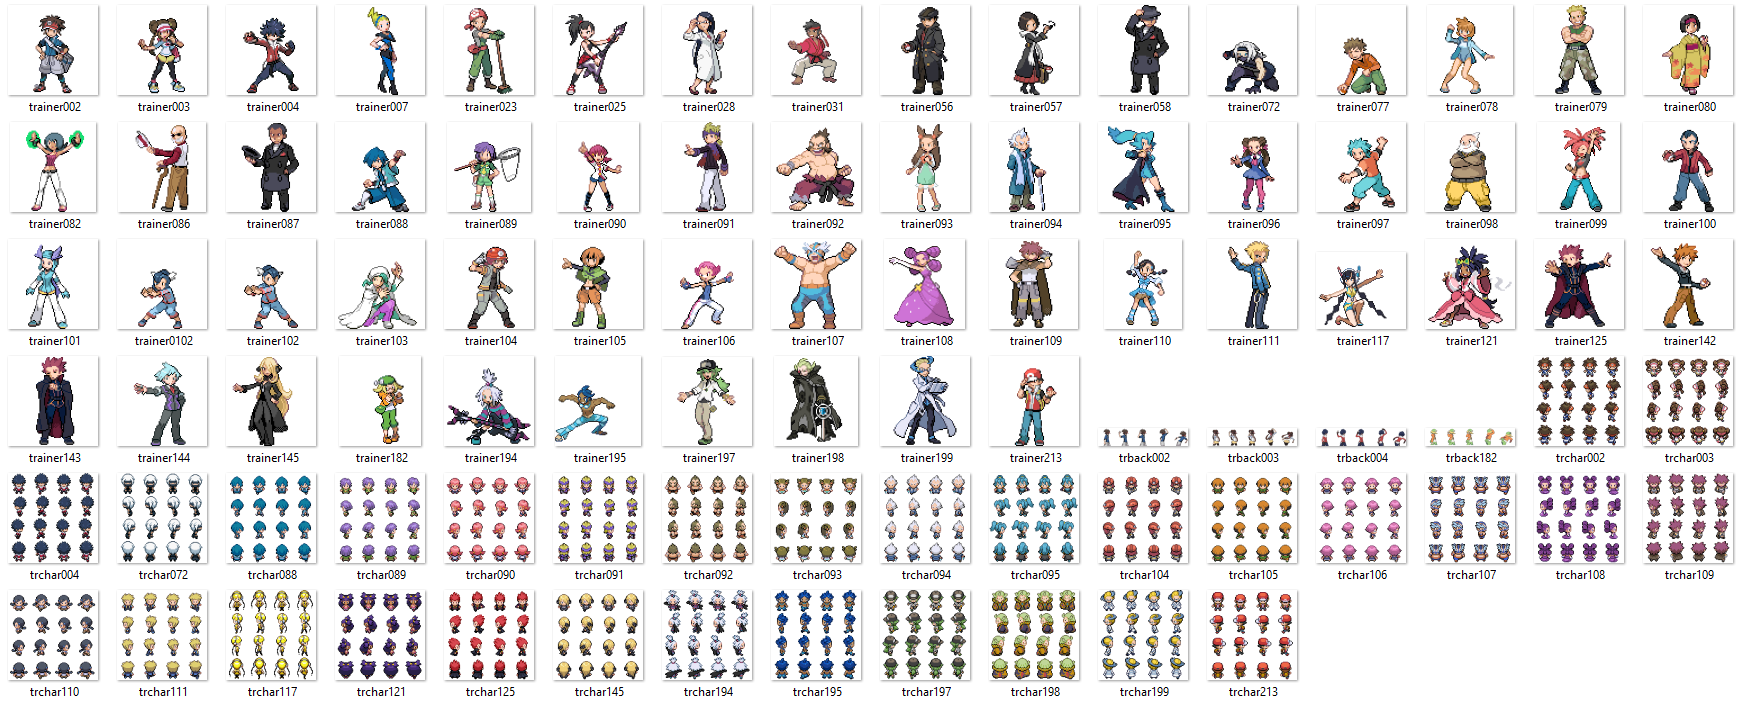 trainer002 trainer003 trainer004 trainer007 trainer023 trainer025 trainer028 trainer031 trainer056 trainer057 trainer058 trainer072 trainer077 trainer078 trainer079 trainer080
trainer082 trainer086 trainer087 trainer088 trainer089 trainer090 trainer091 trainer092 trainer093 trainer094 trainer095 trainer096 trainer097 trainer098 trainer099 trainer100
trainer101 trainer0102 trainer102 trainer103 trainer104 trainer105 trainer106 trainer107 trainer108 trainer109 trainer110 trainer111 trainer117 trainer121 trainer125 trainer142
trainer143 trainer144 trainer145 trainer182 trainer194 trainer195 trainer197 trainer198 trainer199 trainer213 trback002 trback003 trback004 trback182 trchar002 trchar003
trchar004 trchar072 trchar088 trchar089 trchar090 trchar091 trchar092 trchar093 trchar094 trchar095 trchar104 trchar105 trchar106 trchar107 trchar108 trchar109
trchar110 trchar111 trchar117 trchar121 trchar125 trchar145 trchar194 trchar195 trchar197 trchar198 trchar199 trchar213